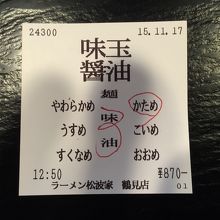 24300 15.11.17
味玉
醤油
麺
やわらかめ 味 かため
うすめ こいめ
すくなめ 油 おおめ
12:50 ¥870-
ラーメン松波家 鶴見店
01